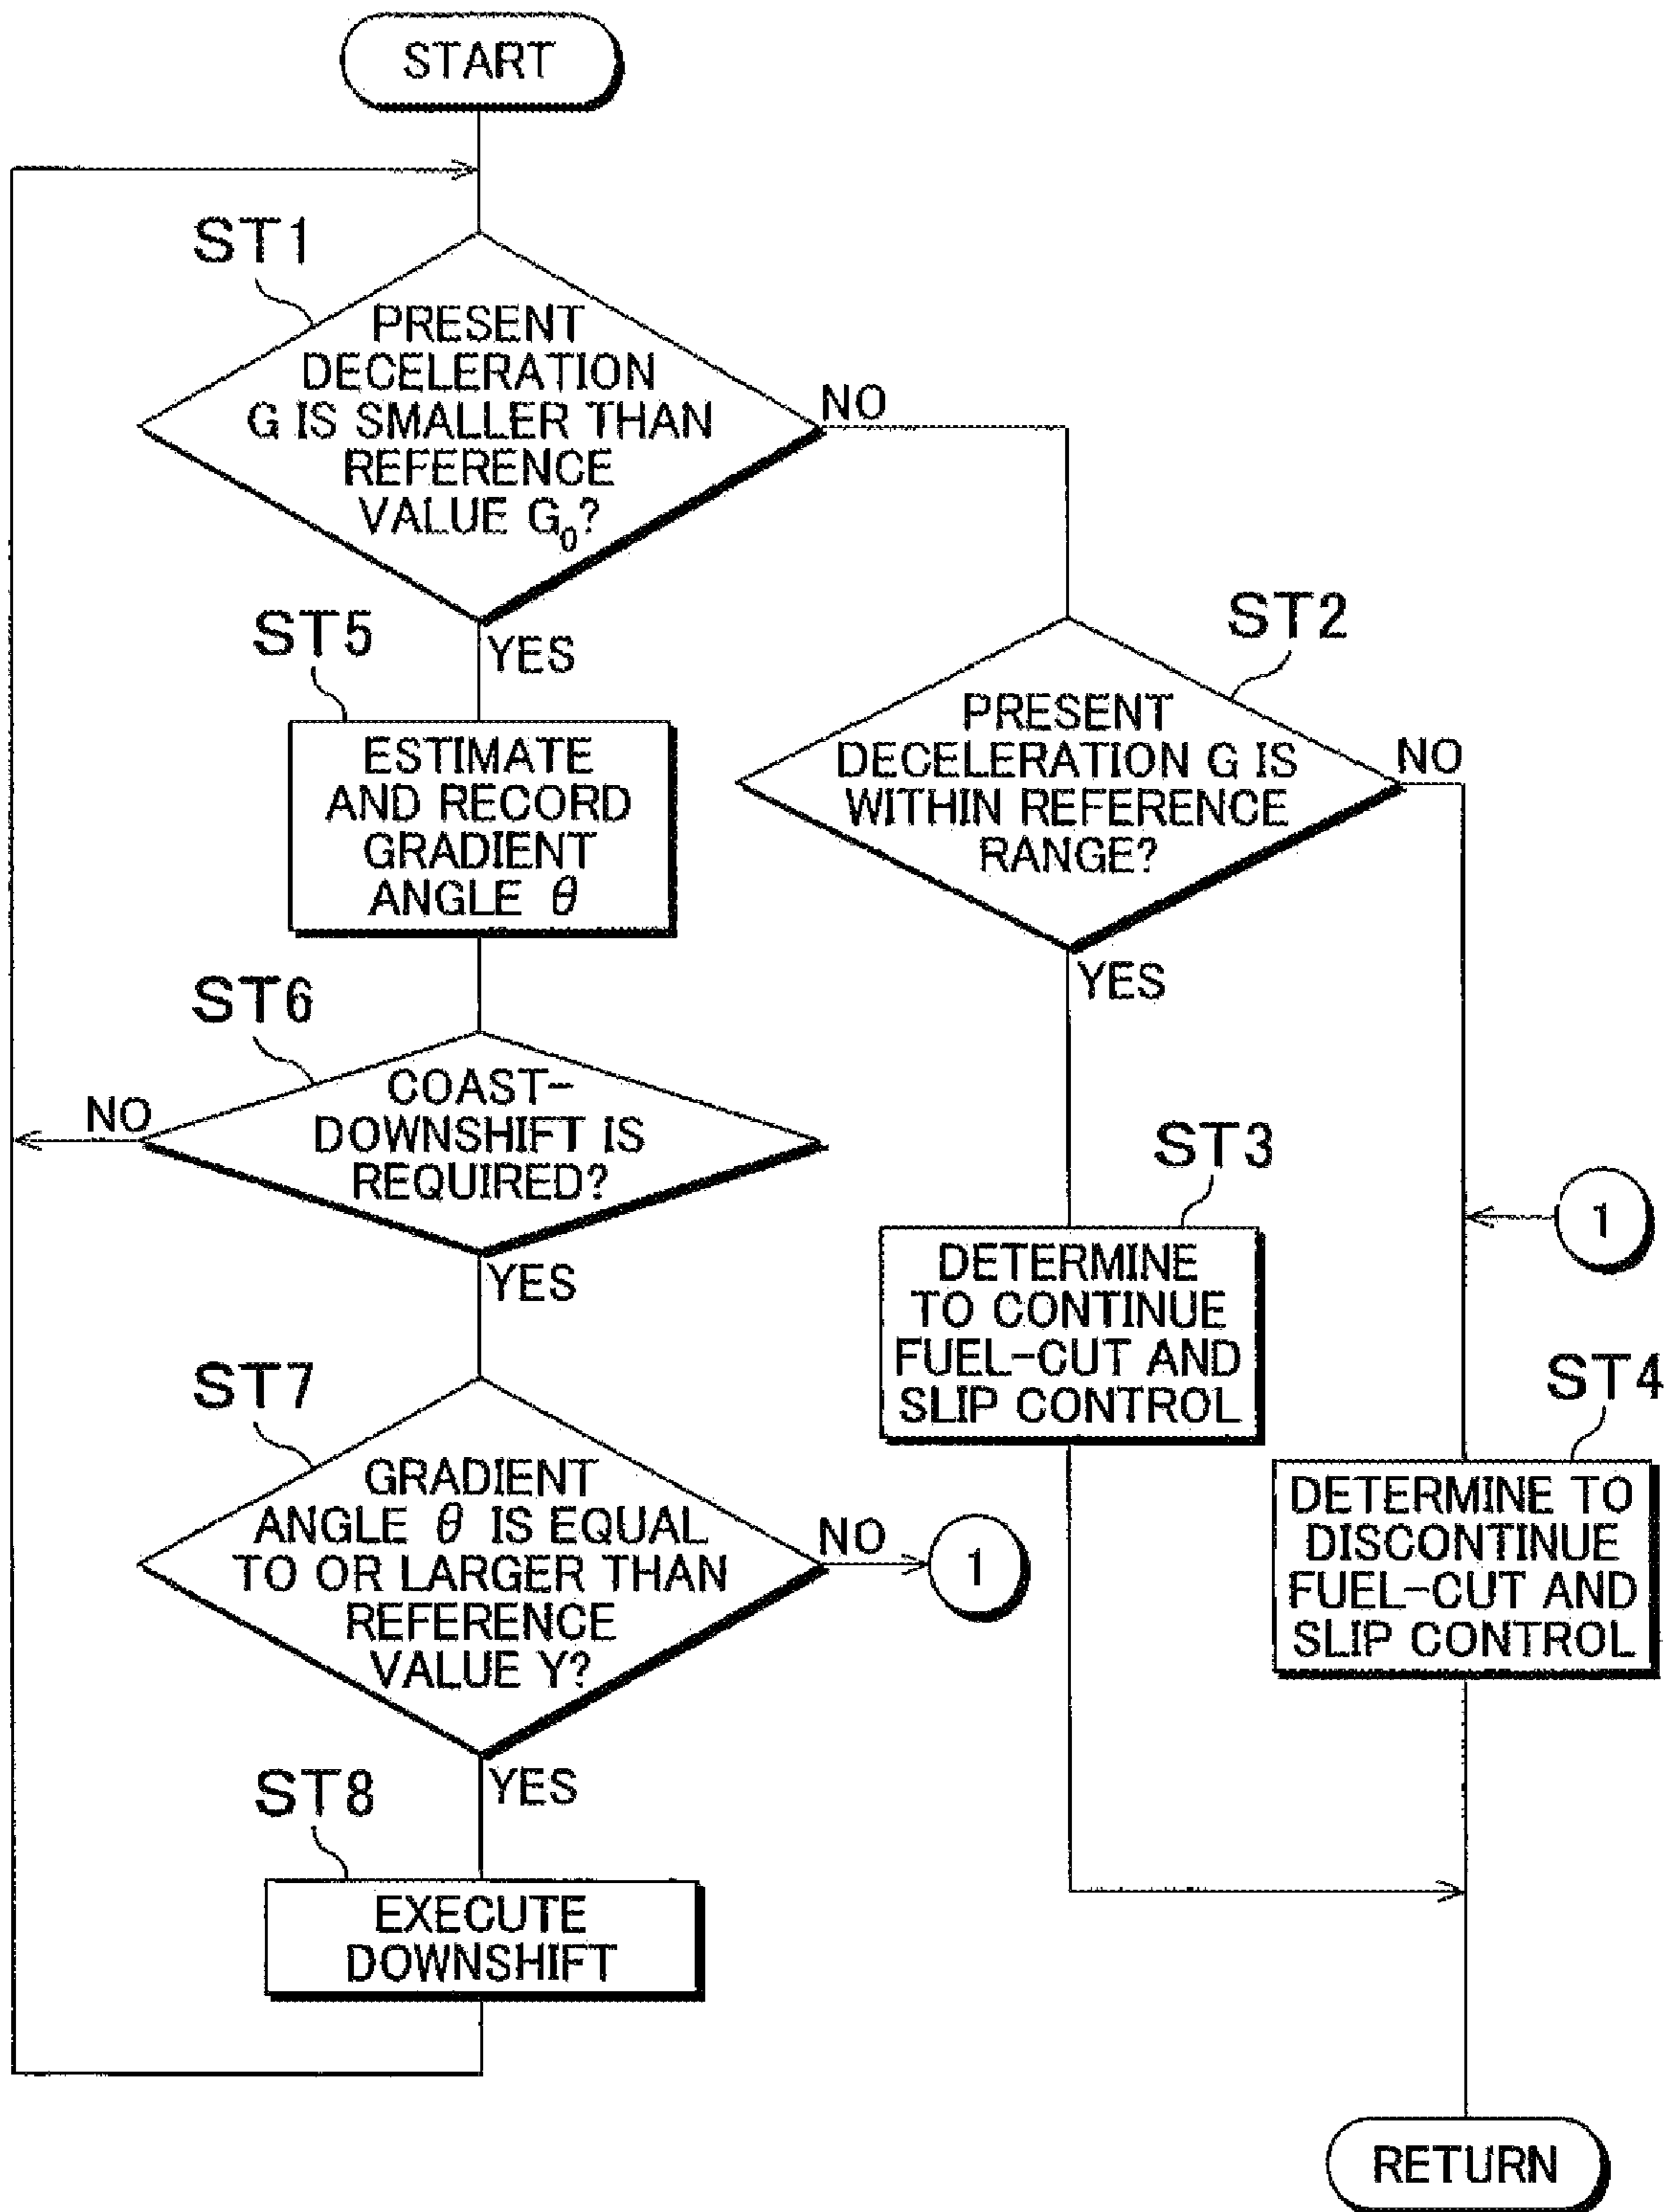 START
ST1
PRESENT
DECELERATION
G IS SMALLER THAN
REFERENCE
VALUE G₀?
NO
YES
ST5
ESTIMATE
AND RECORD
GRADIENT
ANGLE θ
ST2
PRESENT
DECELERATION G IS
WITHIN REFERENCE
RANGE?
NO
YES
ST6
COAST-
DOWNSHIFT IS
REQUIRED?
NO
YES
ST3
DETERMINE
TO CONTINUE
FUEL-CUT AND
SLIP CONTROL
1
ST7
GRADIENT
ANGLE θ IS EQUAL
TO OR LARGER THAN
REFERENCE
VALUE Y?
NO
1
YES
ST4
DETERMINE TO
DISCONTINUE
FUEL-CUT AND
SLIP CONTROL
ST8
EXECUTE
DOWNSHIFT
RETURN